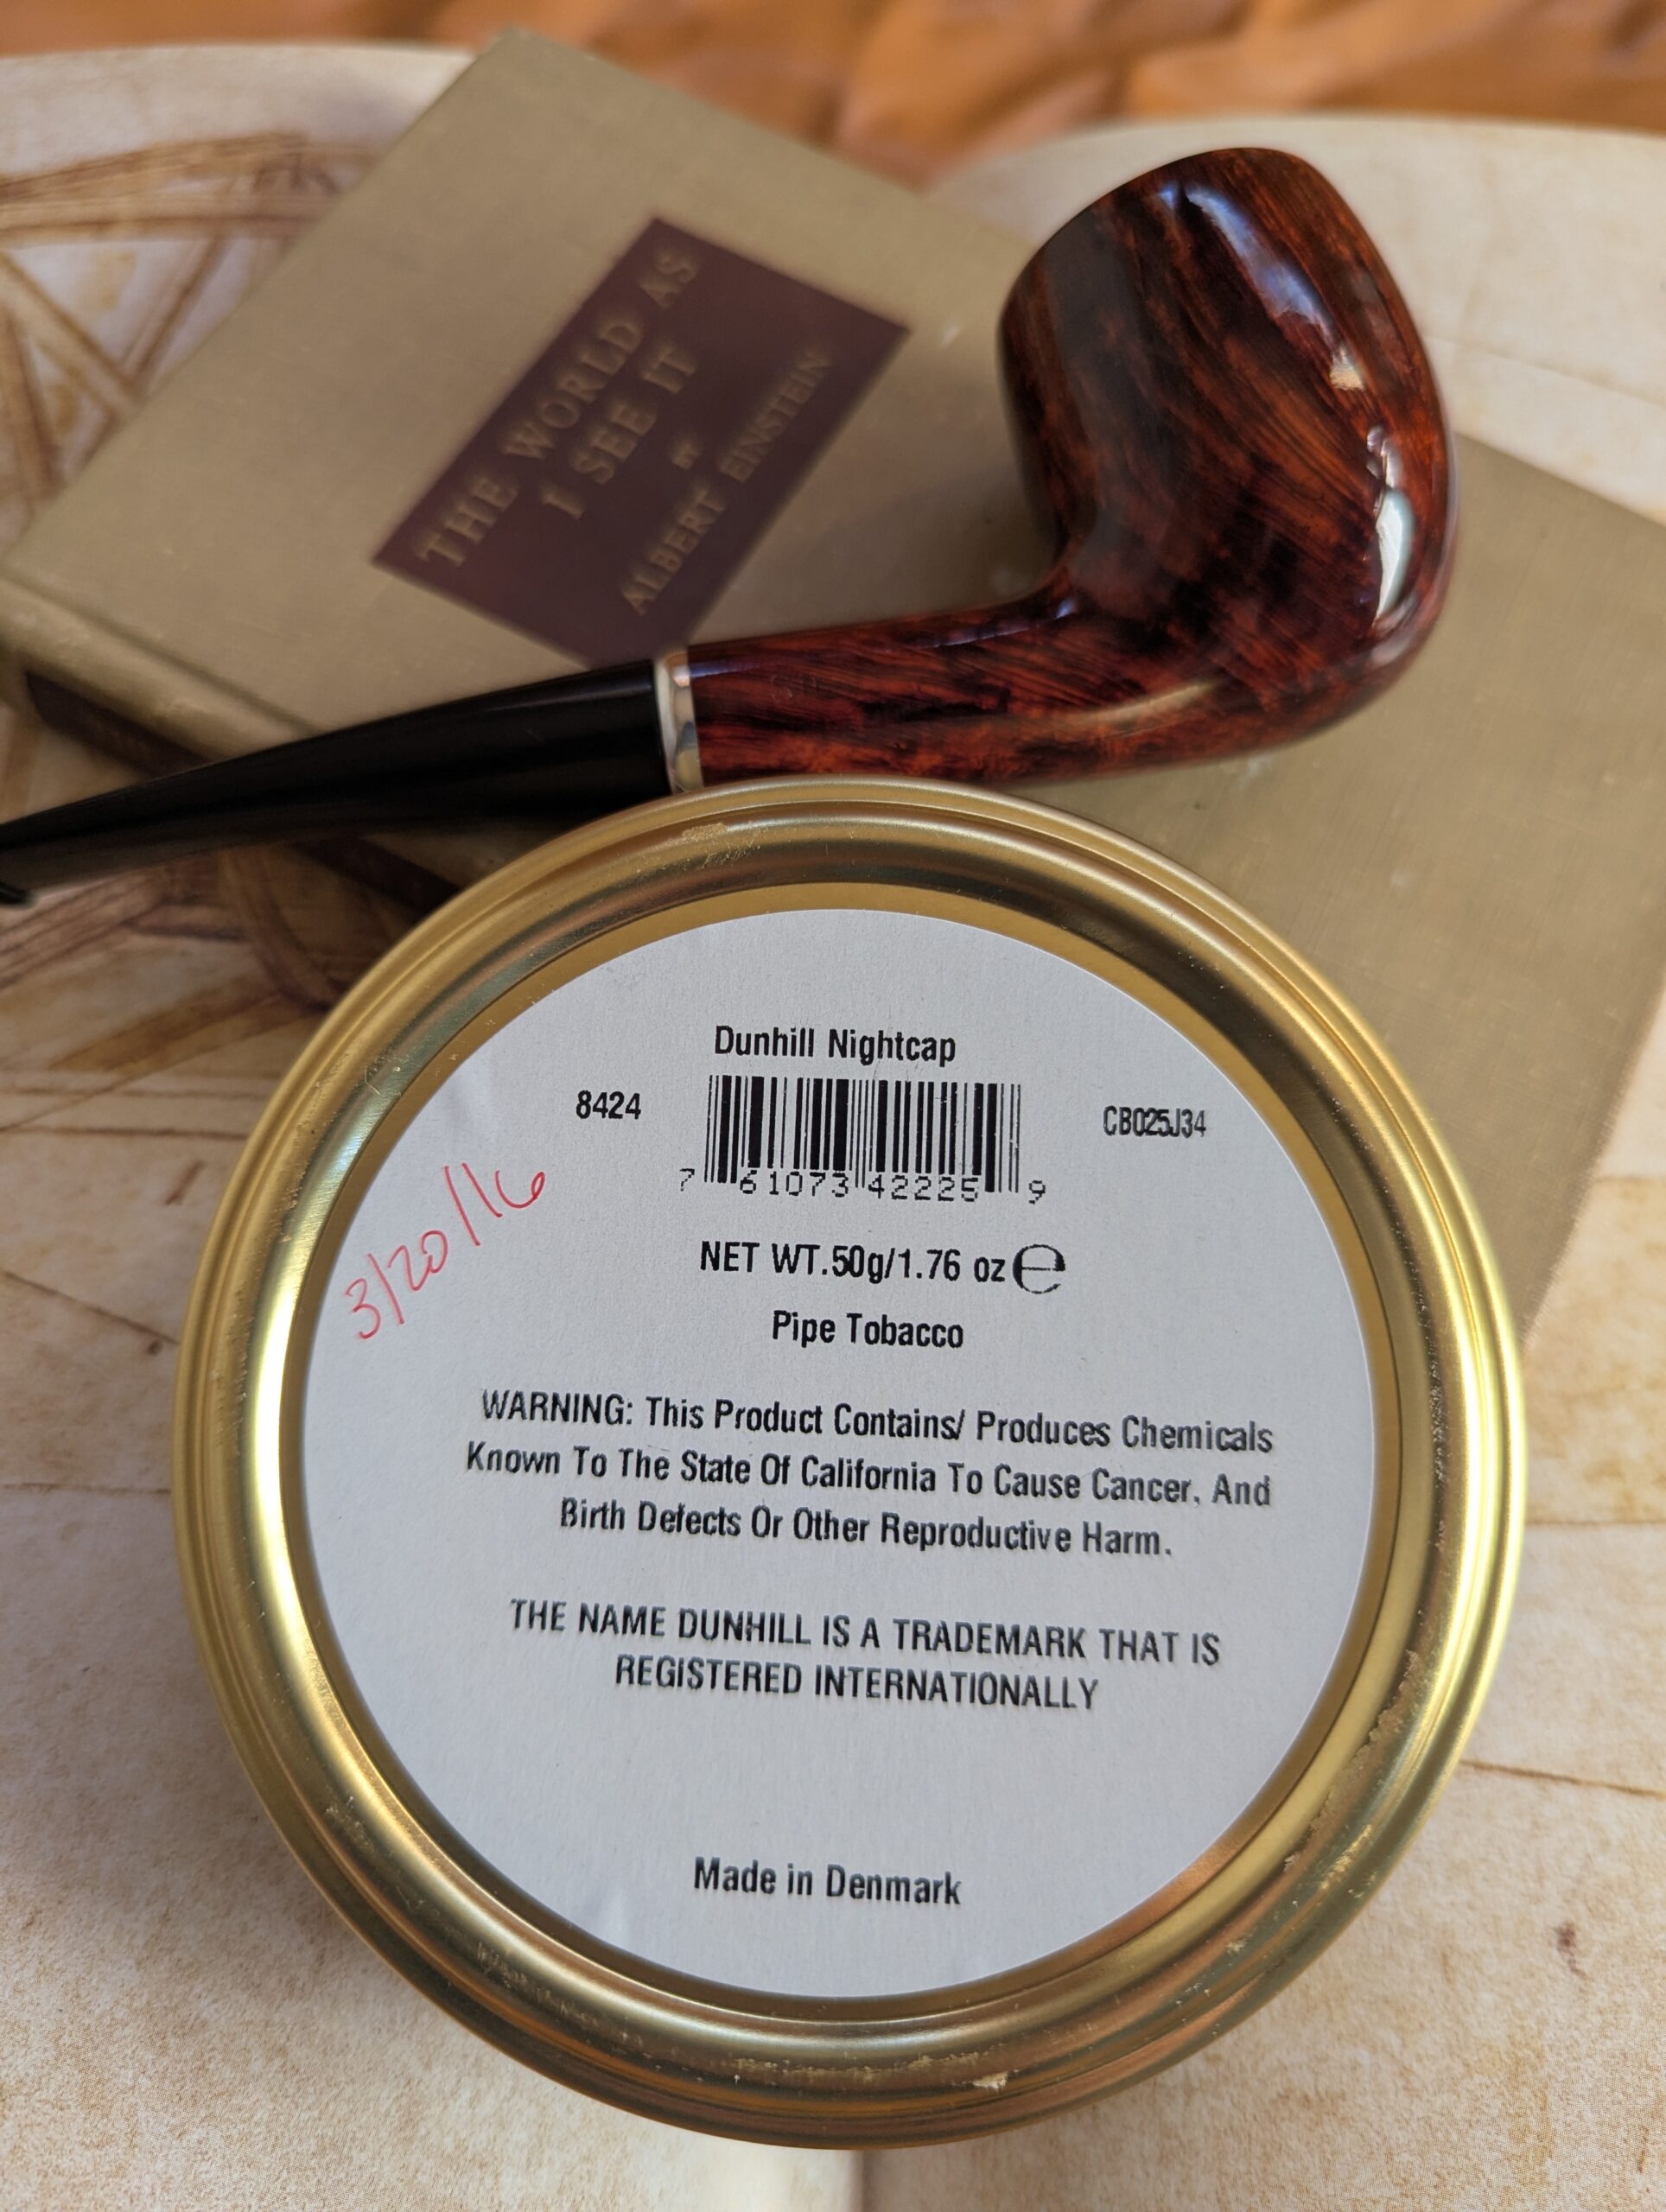 THE WORLD AS
I SEE IT
BY
ALBERT EINSTEIN
Dunhill Nightcap
8424
CB025J34
7 61073 42225 9
3/20/16
NET WT.50g/1.76 oz ℮
Pipe Tobacco
WARNING: This Product Contains/ Produces Chemicals
Known To The State Of California To Cause Cancer, And
Birth Defects Or Other Reproductive Harm.
THE NAME DUNHILL IS A TRADEMARK THAT IS
REGISTERED INTERNATIONALLY
Made in Denmark